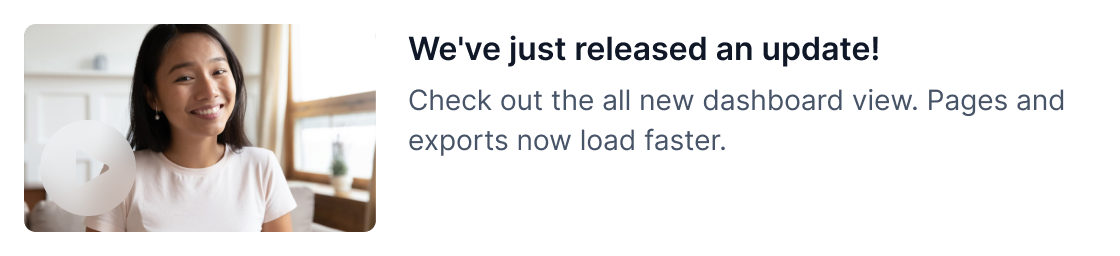 We've just released an update!
Check out the all new dashboard view. Pages and
exports now load faster.